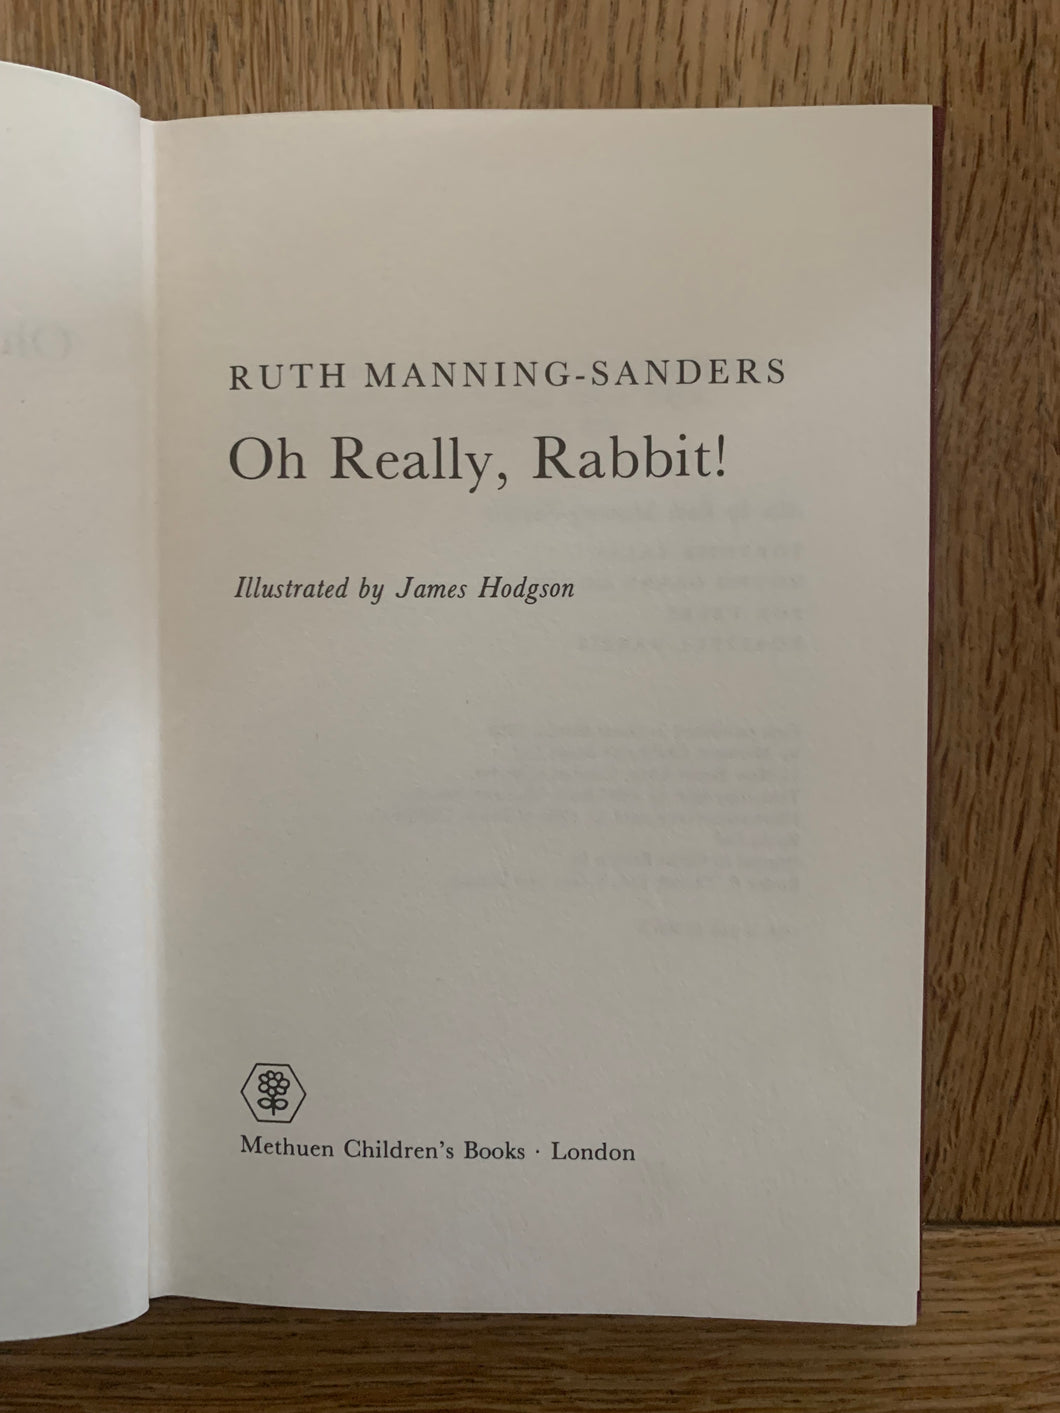 RUTH MANNING-SANDERS
Oh Really, Rabbit!
Illustrated by James Hodgson
Methuen Children's Books · London